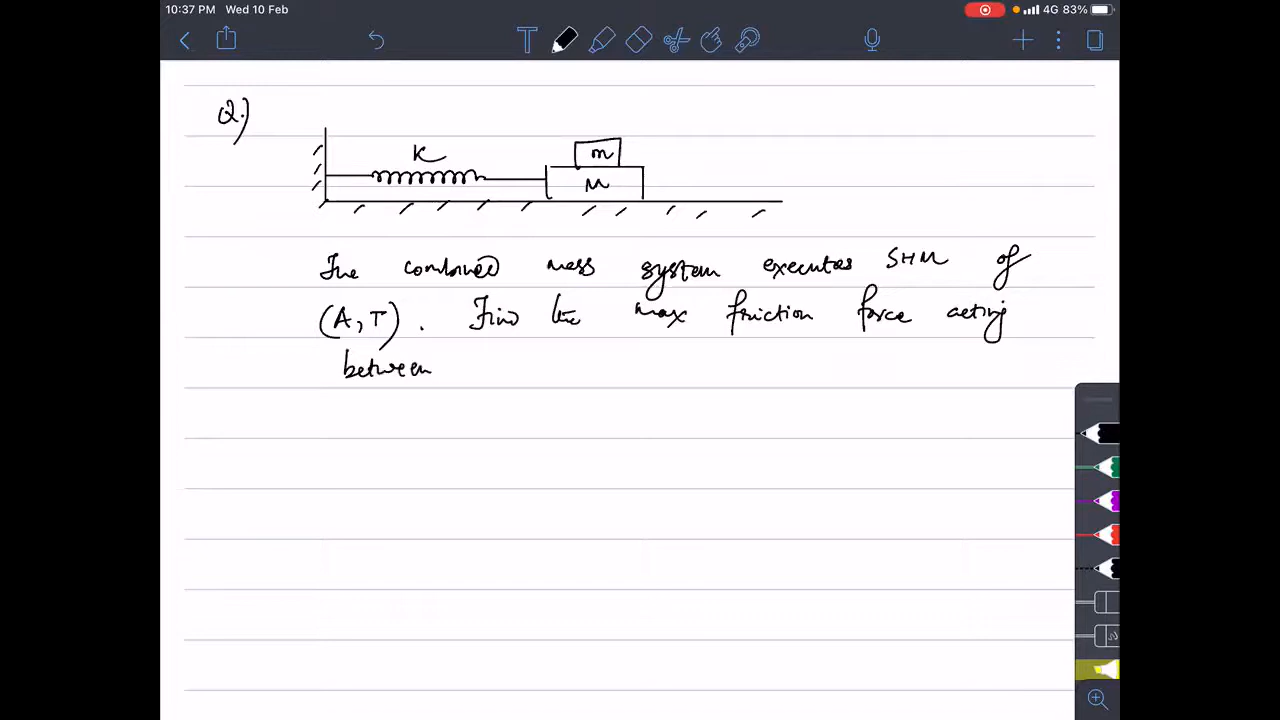 10:37 PM Wed 10 Feb
4G 83%
Q.)
K
m
M
The combined mass system executes SHM of
(A, T). Find the max friction force acting
between